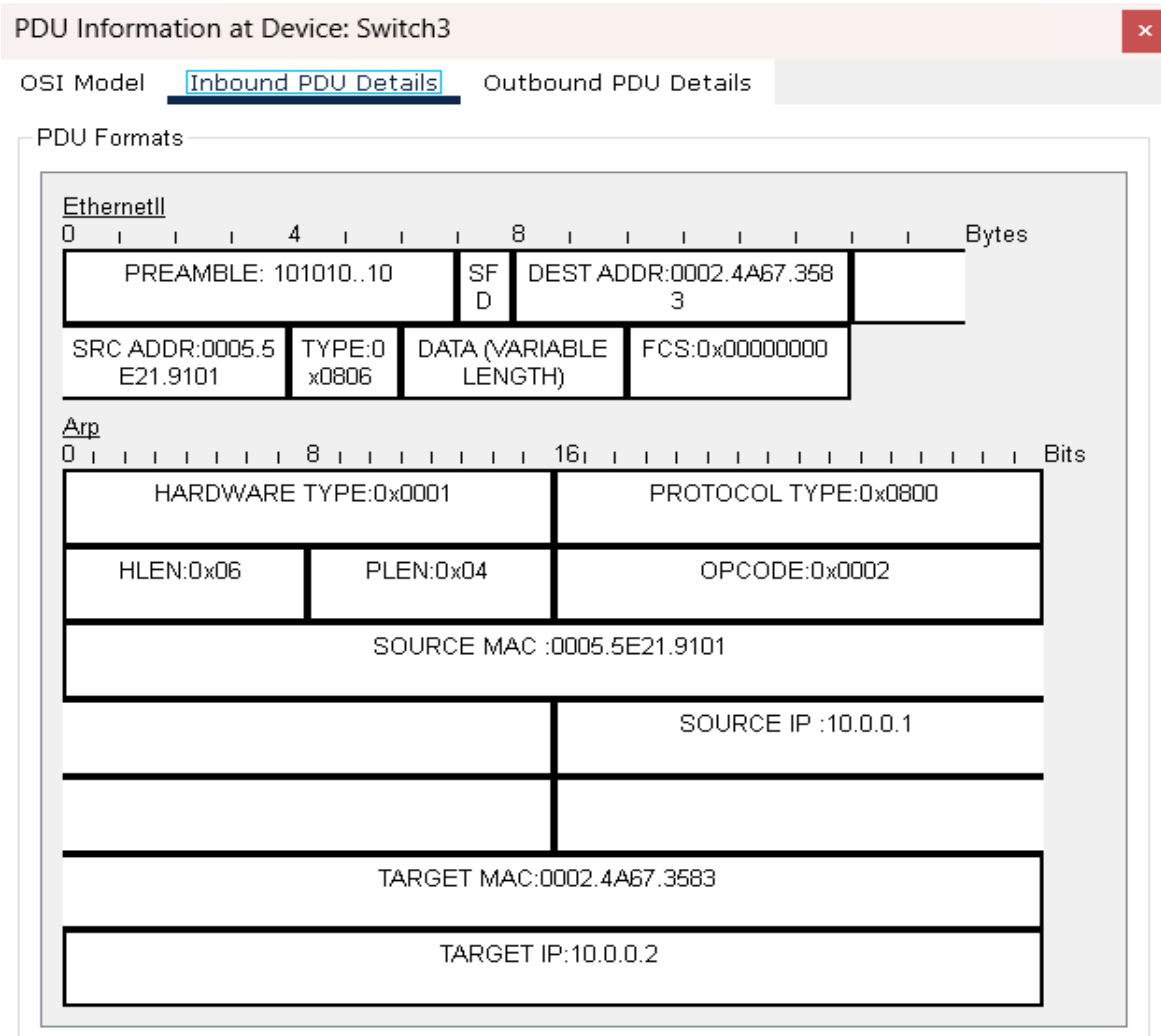 PDU Information at Device: Switch3
×
OSI Model Inbound PDU Details Outbound PDU Details
PDU Formats
EthernetII
0 4 8 Bytes
PREAMBLE: 101010..10
SF
D
DEST ADDR:0002.4A67.358
3
SRC ADDR:0005.5
E21.9101
TYPE:0
x0806
DATA (VARIABLE
LENGTH)
FCS:0x00000000
Arp
0 8 16 Bits
HARDWARE TYPE:0x0001 PROTOCOL TYPE:0x0800
HLEN:0x06 PLEN:0x04 OPCODE:0x0002
SOURCE MAC :0005.5E21.9101
SOURCE IP :10.0.0.1
TARGET MAC:0002.4A67.3583
TARGET IP:10.0.0.2